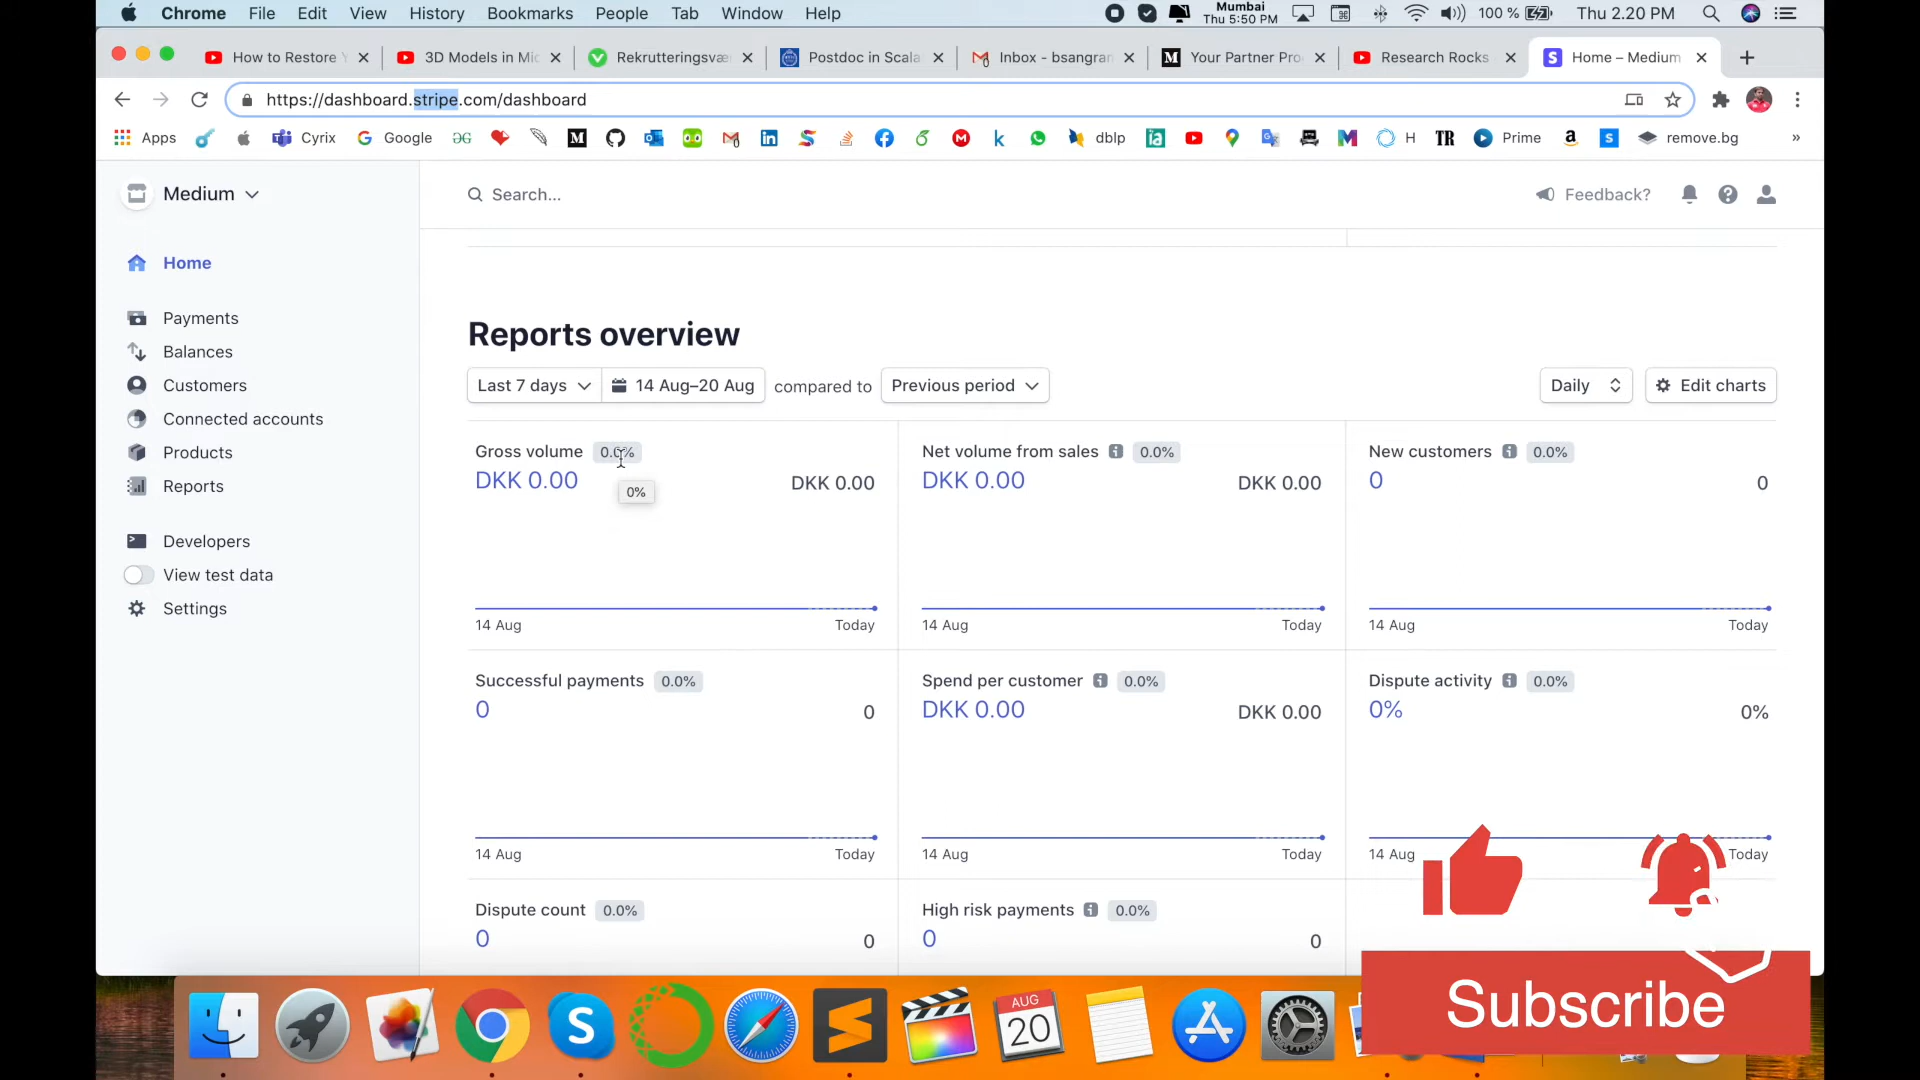 Chrome File Edit View History Bookmarks People Tab Window Help Mumbai Thu 5:50 PM 100 % Thu 2.20 PM
How to Restore Y 3D Models in Mic Rekrutteringsvæ Postdoc in Scala Inbox - bsangran Your Partner Pro Research Rocks Home – Medium
https://dashboard.stripe.com/dashboard
Apps Cyrix Google dblp H TR Prime remove.bg »
Medium Search... Feedback?
Home
Payments
Balances
Customers
Connected accounts
Products
Reports
Developers
View test data
Settings
Reports overview
Last 7 days 14 Aug–20 Aug compared to Previous period Daily Edit charts
Gross volume 0.0% Net volume from sales 0.0% New customers 0.0%
DKK 0.00 DKK 0.00 DKK 0.00 DKK 0.00 0 0
0%
14 Aug Today 14 Aug Today 14 Aug Today
Successful payments 0.0% Spend per customer 0.0% Dispute activity 0.0%
0 0 DKK 0.00 DKK 0.00 0% 0%
14 Aug Today 14 Aug Today 14 Aug Today
Dispute count 0.0% High risk payments 0.0%
0 0 0 0
Subscribe
AUG
20